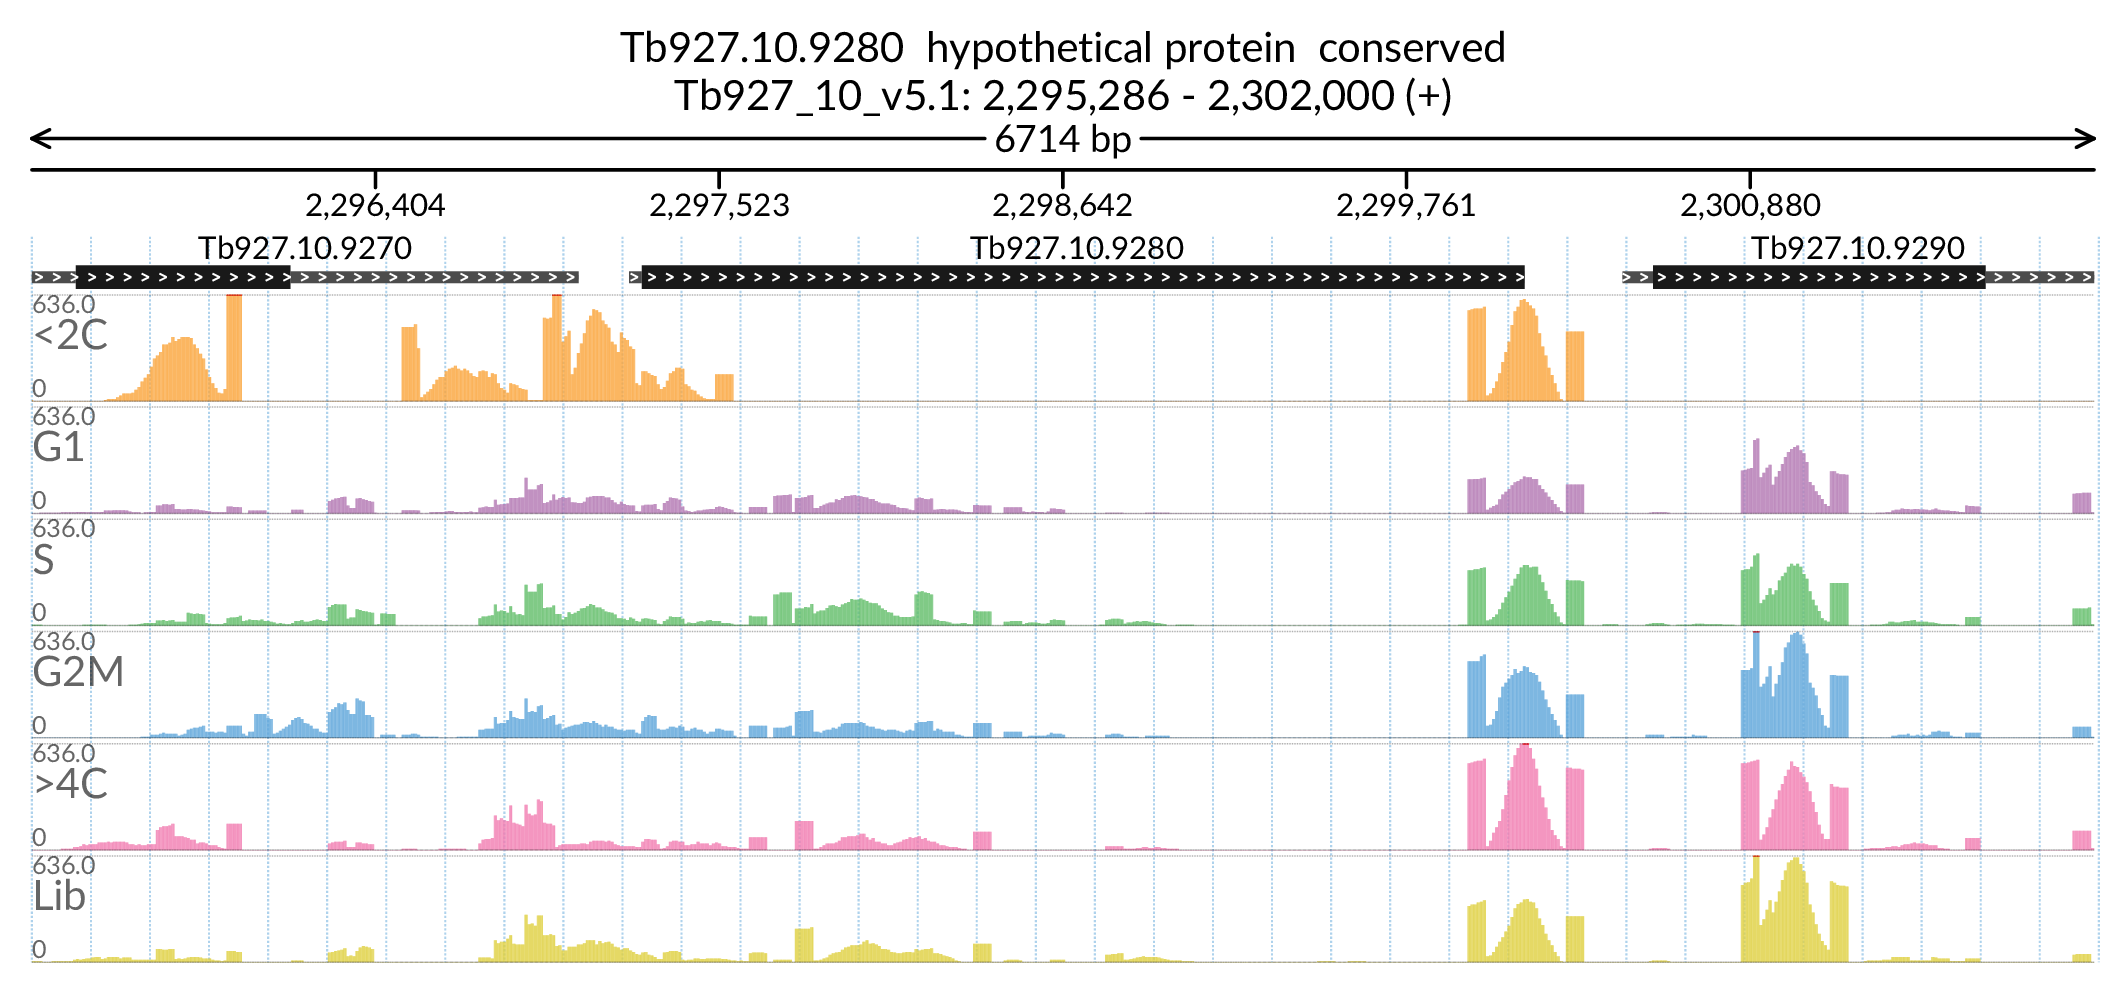 Tb927.10.9280 hypothetical protein conserved
Tb927_10_v5.1: 2,295,286 - 2,302,000 (+)
6714 bp
2,296,404 2,297,523 2,298,642 2,299,761 2,300,880
Tb927.10.9270 Tb927.10.9280 Tb927.10.9290
636.0
<2C
0
636.0
G1
0
636.0
S
0
636.0
G2M
0
636.0
>4C
0
636.0
Lib
0